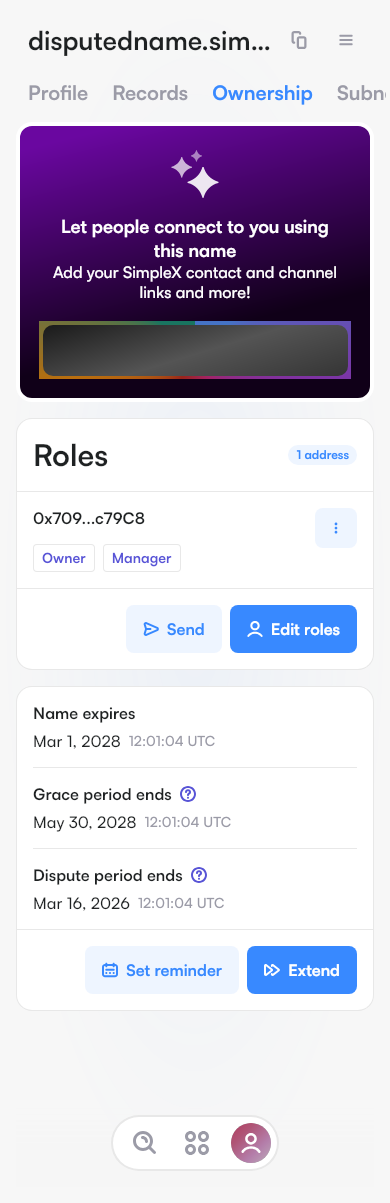 disputedname.sim...
Profile Records Ownership Subn
Let people connect to you using
this name
Add your SimpleX contact and channel
links and more!
Roles
1 address
0x709...c79C8
Owner Manager
Send Edit roles
Name expires
Mar 1, 2028 12:01:04 UTC
Grace period ends
May 30, 2028 12:01:04 UTC
Dispute period ends
Mar 16, 2026 12:01:04 UTC
Set reminder Extend